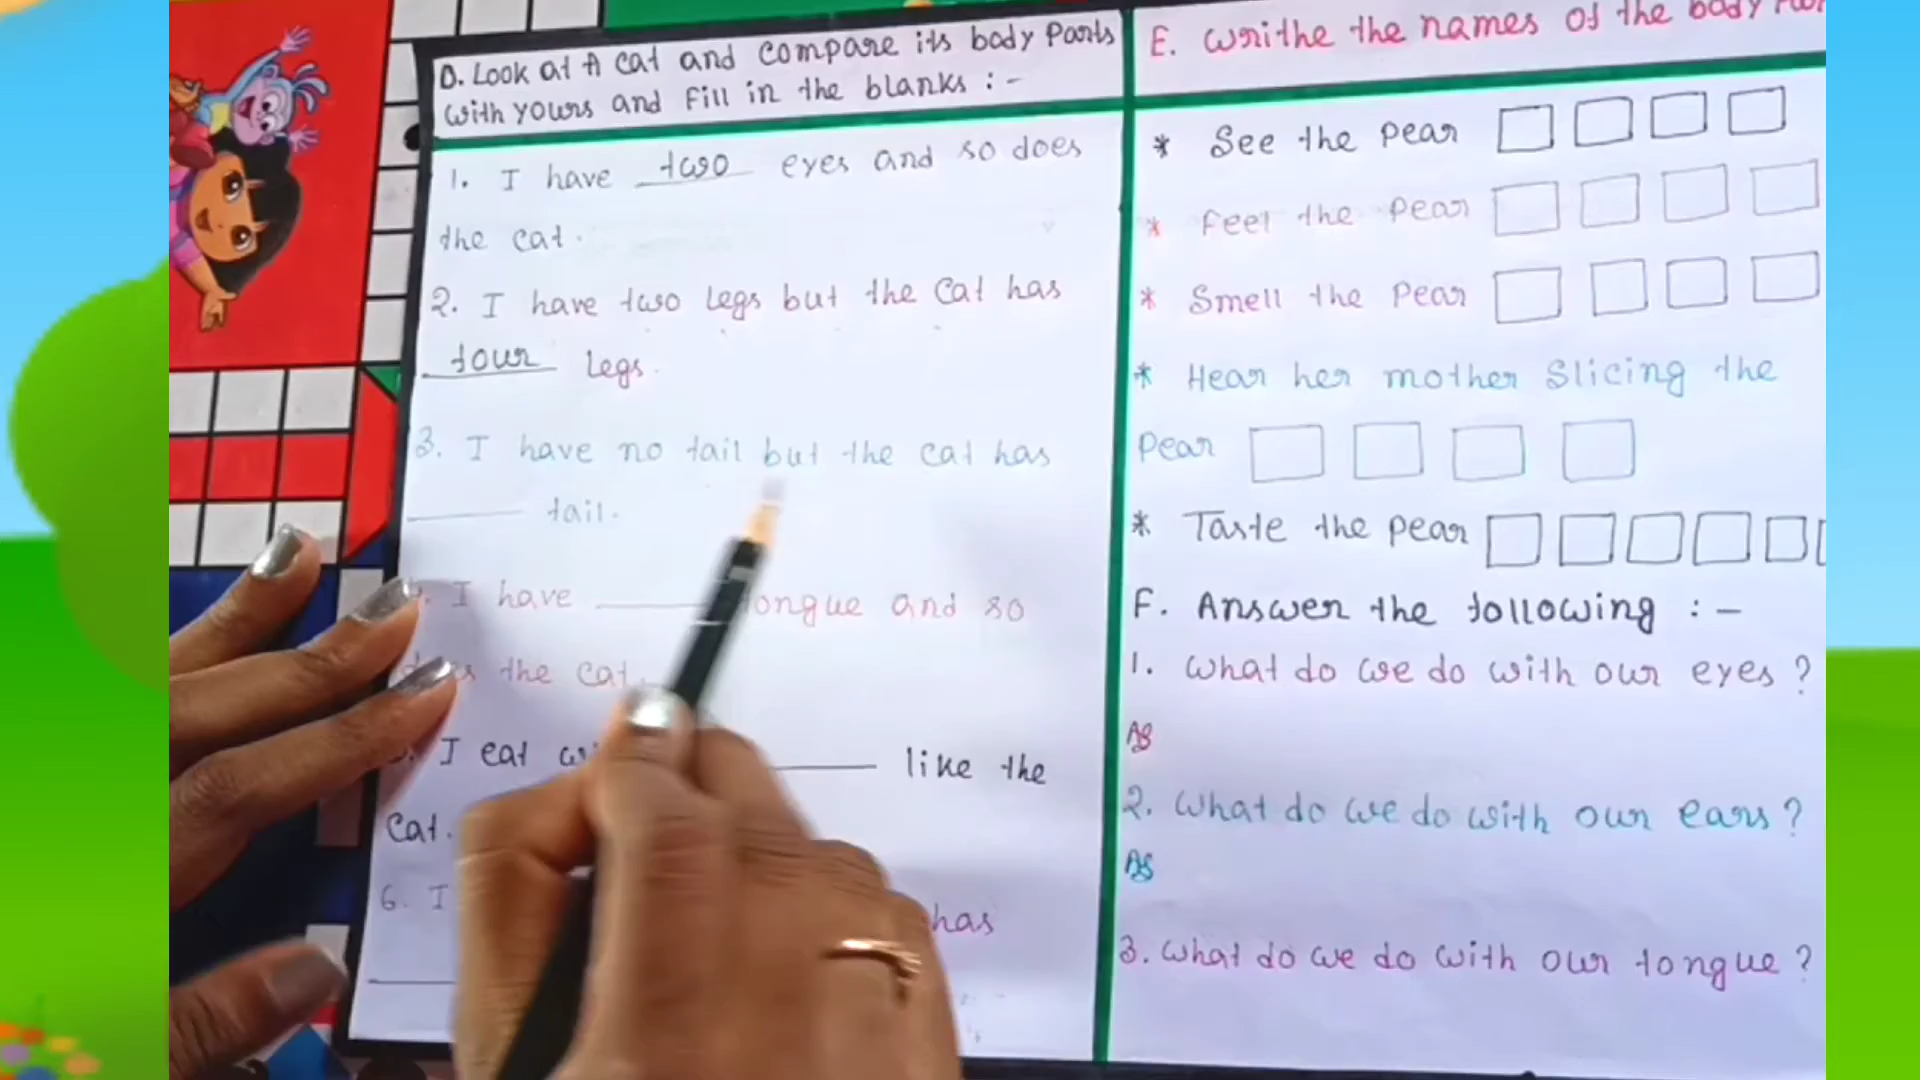 D. Look at A cat and compare its body parts
with yours and fill in the blanks :-
1. I have two eyes and so does
the cat.
2. I have two legs but the cat has
four legs.
3. I have no tail but the cat has
______ tail.
I have ______ tongue and so
the cat.
I eat ______ like the
cat.
6. I has
E. writhe the names of the body
* See the pear
* Feel the pear
* Smell the pear
* Hear her mother slicing the
pear
* Taste the pear
F. Answer the following :-
1. What do we do with our eyes ?
As
2. What do we do with our ears ?
As
3. What do we do with our tongue ?